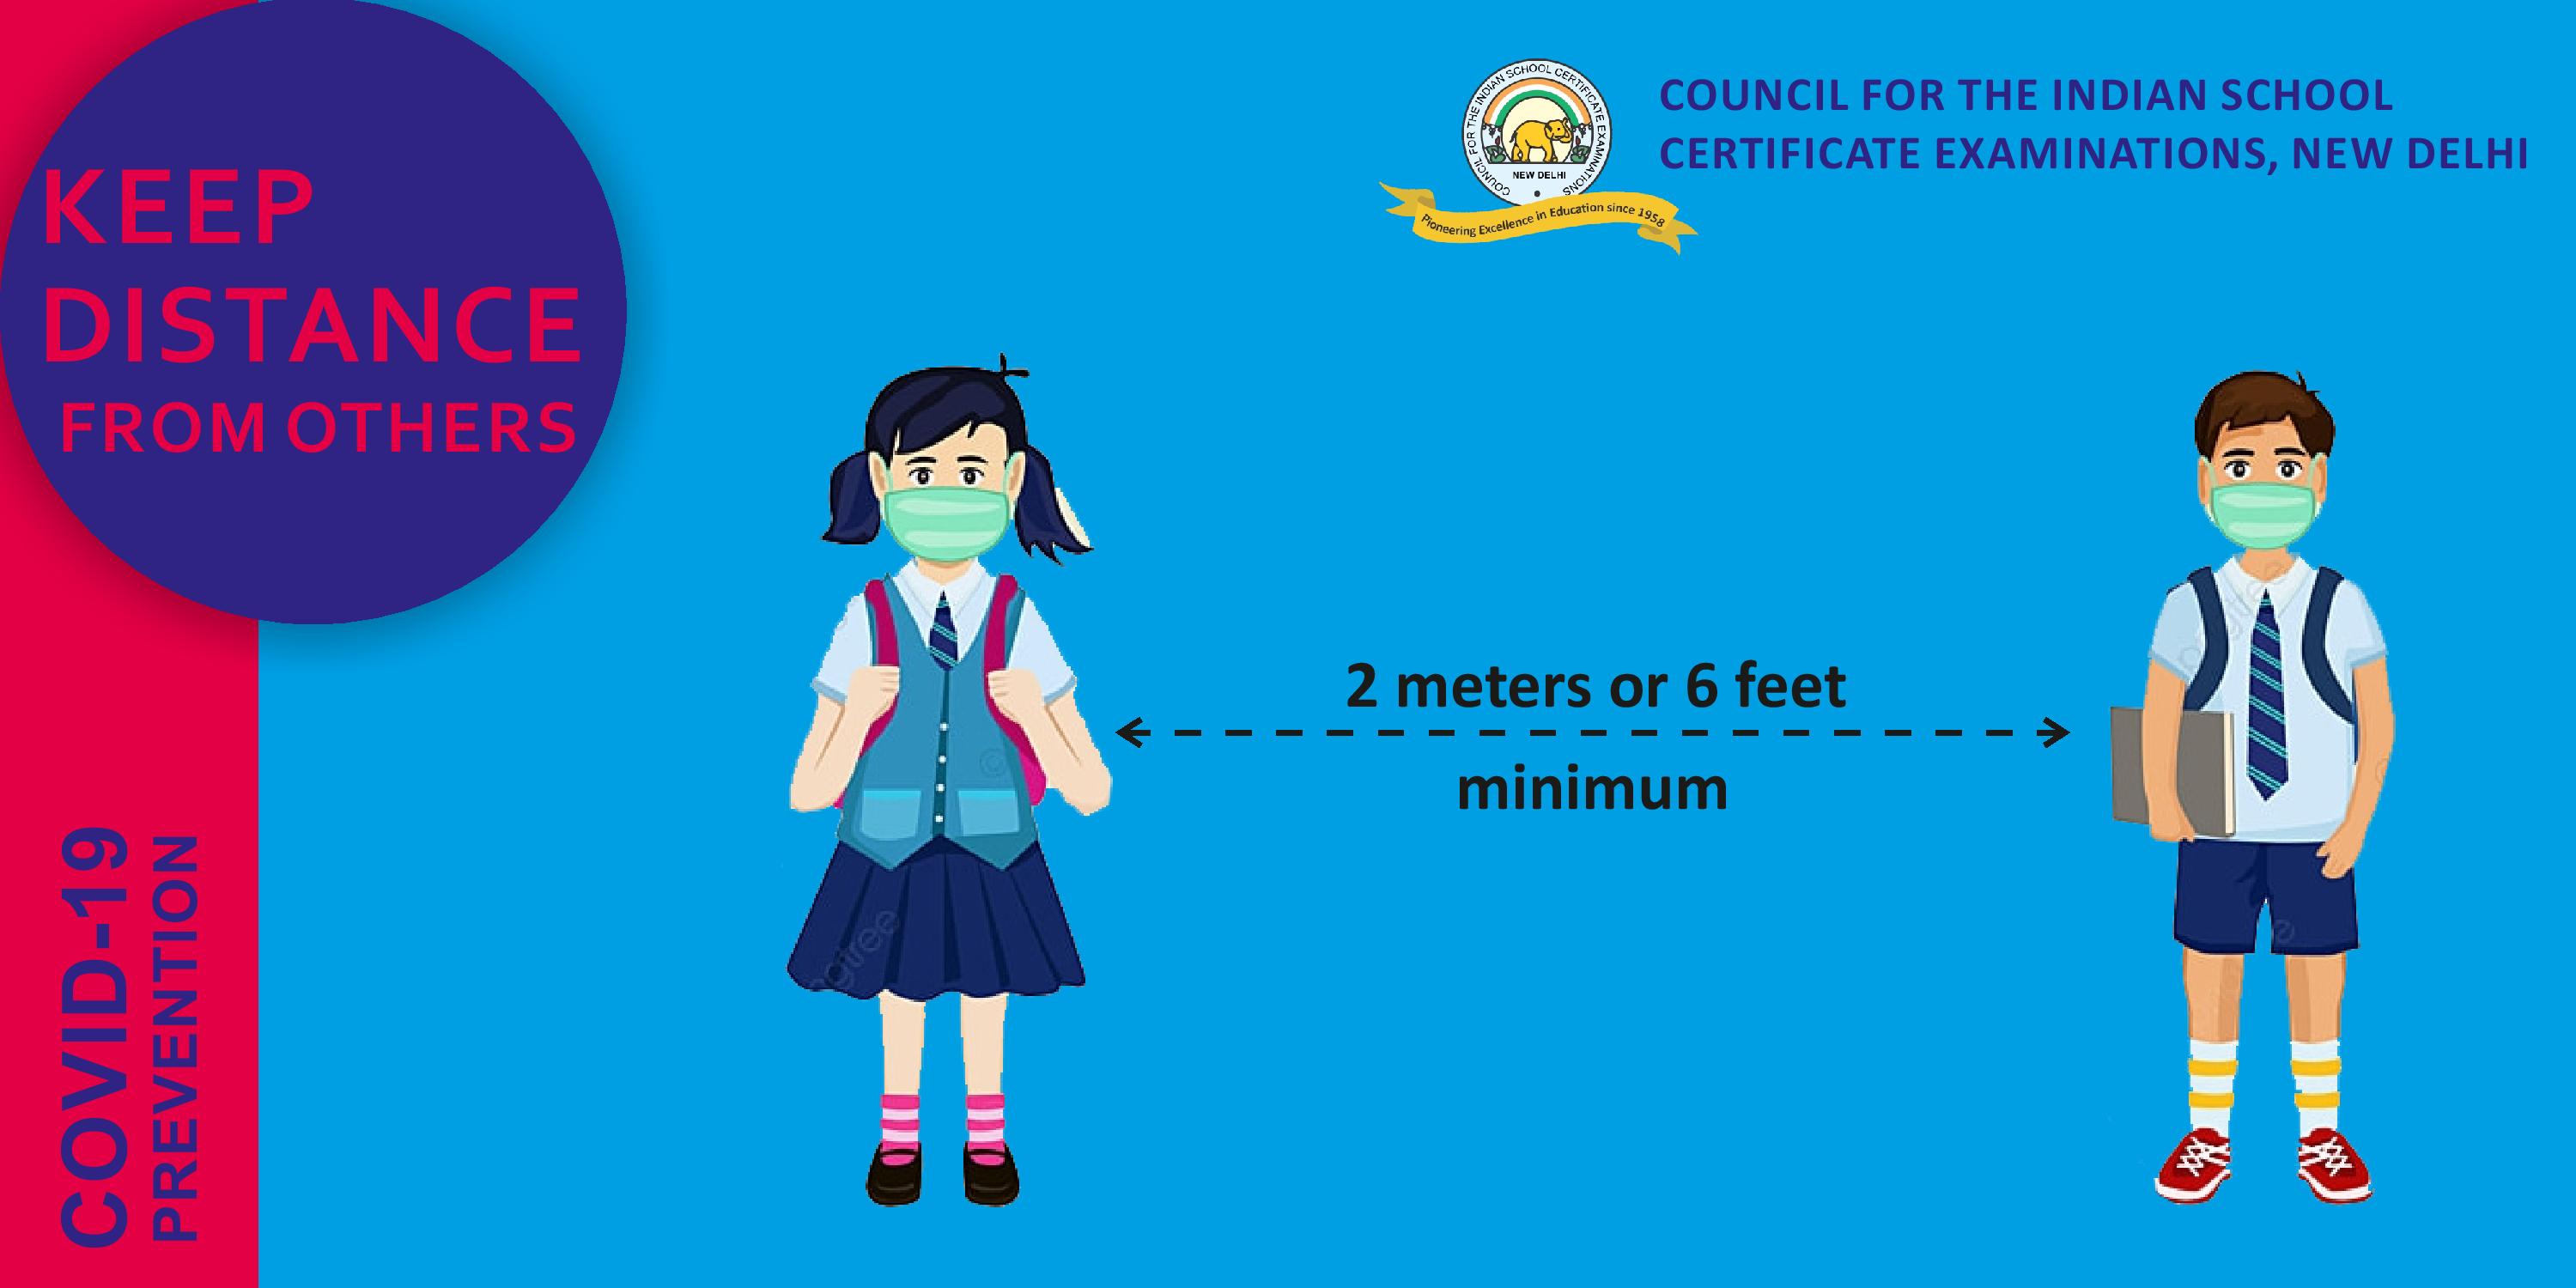 KEEP
DISTANCE
FROM OTHERS
COVID-19
PREVENTION
COUNCIL FOR THE INDIAN SCHOOL CERTIFICATE EXAMINATIONS
NEW DELHI
Pioneering Excellence in Education since 1958
COUNCIL FOR THE INDIAN SCHOOL
CERTIFICATE EXAMINATIONS, NEW DELHI
2 meters or 6 feet
minimum